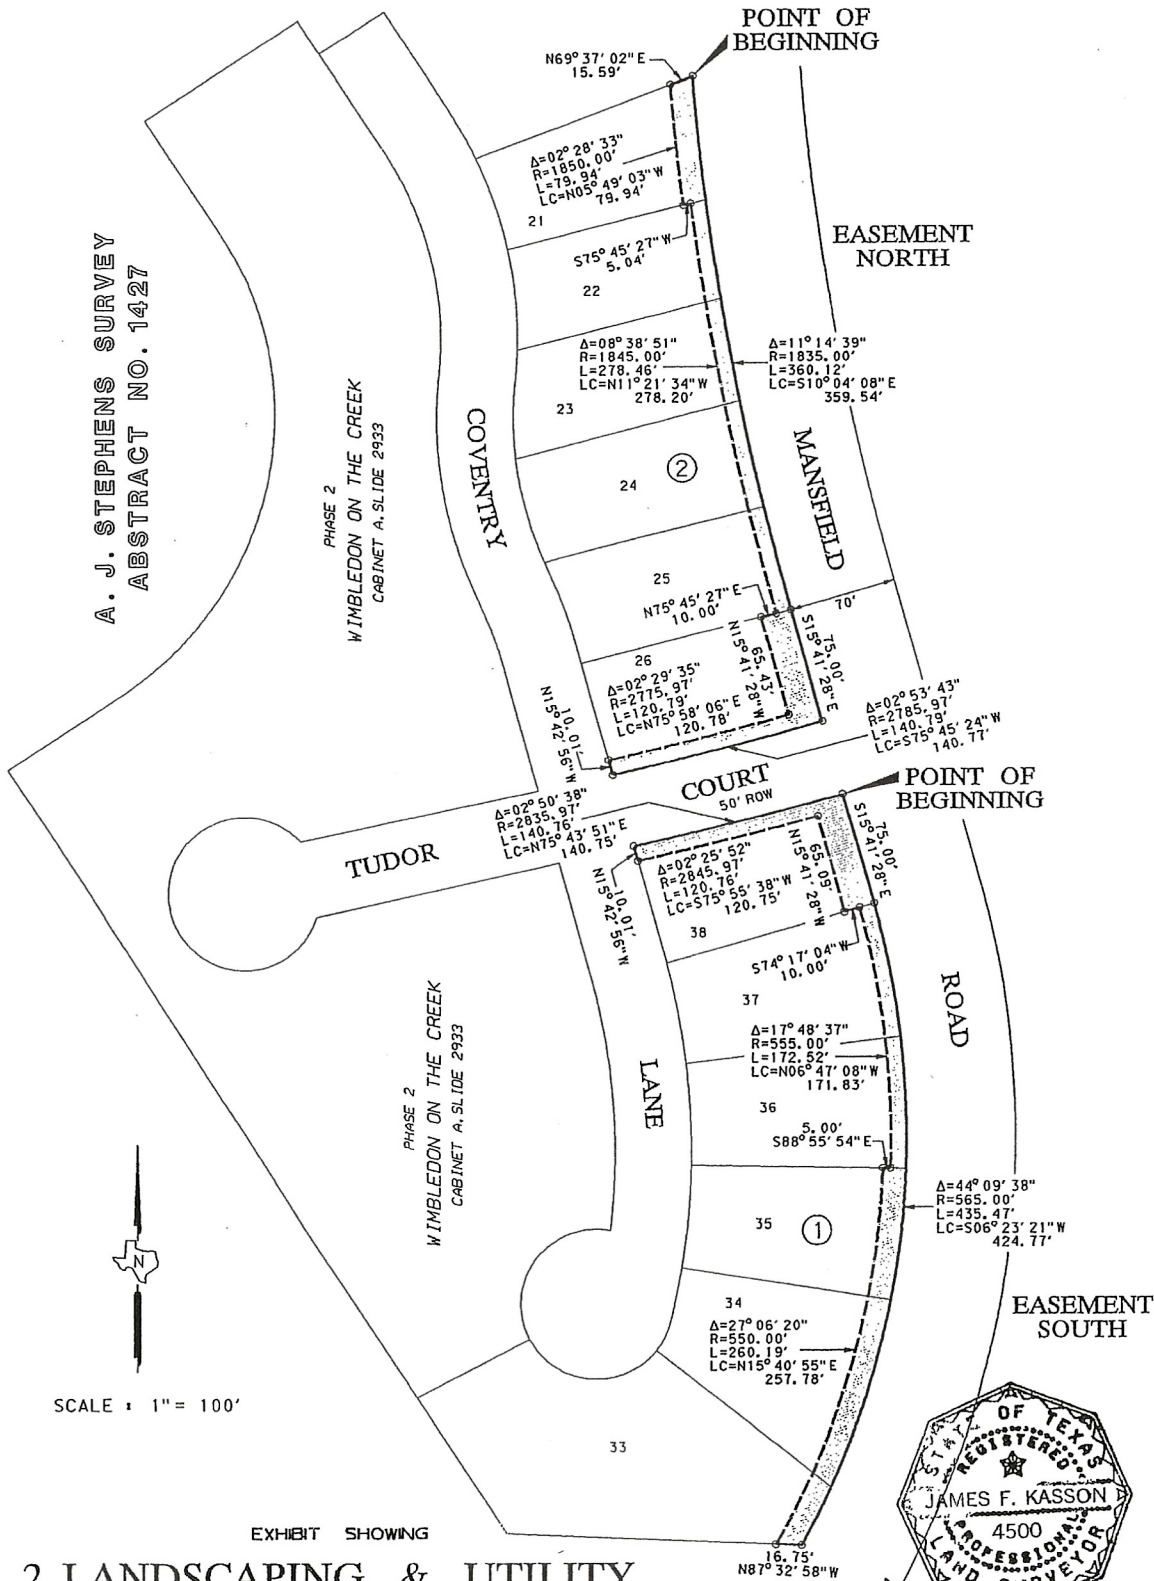 POINT OF
BEGINNING
N69°37'02"E
15.59'
Δ=02°28'33"
R=1850.00'
L=79.94'
LC=N05°49'03"W
79.94'
21
S75°45'27"W
5.04'
EASEMENT
NORTH
22
A. J. STEPHENS SURVEY
ABSTRACT NO. 1427
Δ=08°38'51"
R=1845.00'
L=278.46'
LC=N11°21'34"W
278.20'
Δ=11°14'39"
R=1835.00'
L=360.12'
LC=S10°04'08"E
359.54'
23
PHASE 2
WIMBLEDON ON THE CREEK
CABINET A, SLIDE 2933
COVENTRY
MANSFIELD
24
2
25
N75°45'27"E
10.00'
70'
26
Δ=02°29'35"
R=2775.97'
L=120.79'
LC=N75°58'06"E
120.78'
65.43'
N15°41'28"W
75.00'
S15°41'28"E
Δ=02°53'43"
R=2785.97'
L=140.79'
LC=S75°45'24"W
140.77'
10.01'
N15°42'56"W
COURT
50' ROW
POINT OF
BEGINNING
Δ=02°50'38"
R=2835.97'
L=140.76'
LC=N75°43'51"E
140.75'
TUDOR
75.00'
S15°41'28"E
65.09'
N15°41'28"W
Δ=02°25'52"
R=2845.97'
L=120.76'
LC=S75°55'38"W
120.75'
10.01'
N15°42'56"W
38
S74°17'04"W
10.00'
37
ROAD
Δ=17°48'37"
R=555.00'
L=172.52'
LC=N06°47'08"W
171.83'
LANE
PHASE 2
WIMBLEDON ON THE CREEK
CABINET A, SLIDE 2933
36
5.00'
S88°55'54"E
Δ=44°09'38"
R=565.00'
L=435.47'
LC=S06°23'21"W
424.77'
35
1
34
Δ=27°06'20"
R=550.00'
L=260.19'
LC=N15°40'55"E
257.78'
EASEMENT
SOUTH
N
SCALE : 1"= 100'
33
STATE OF TEXAS
REGISTERED
JAMES F. KASSON
4500
PROFESSIONAL
LAND SURVEYOR
16.75'
N87°32'58"W
EXHIBIT SHOWING
2 LANDSCAPING & UTILITY